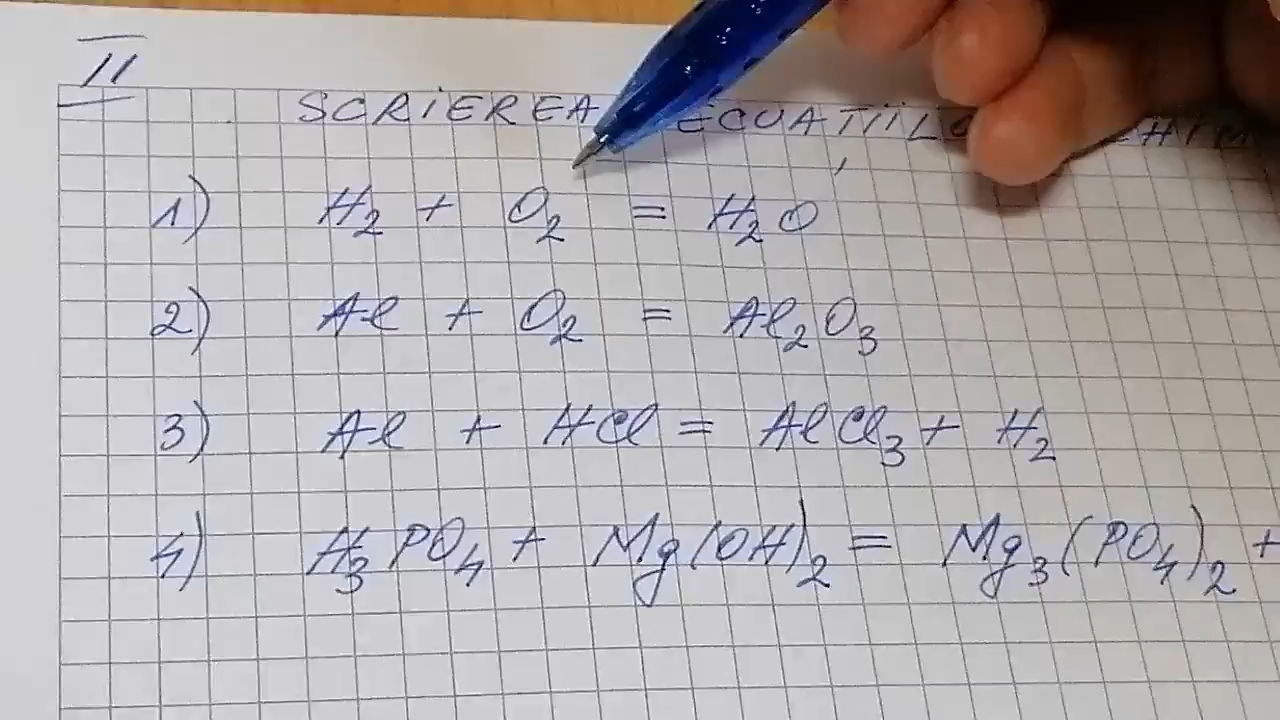 II
SCRIEREA ECUAȚIILO
1) H₂ + O₂ = H₂O
2) Al + O₂ = Al₂O₃
3) Al + HCl = AlCl₃ + H₂
4) H₃PO₄ + Mg(OH)₂ = Mg₃(PO₄)₂ +